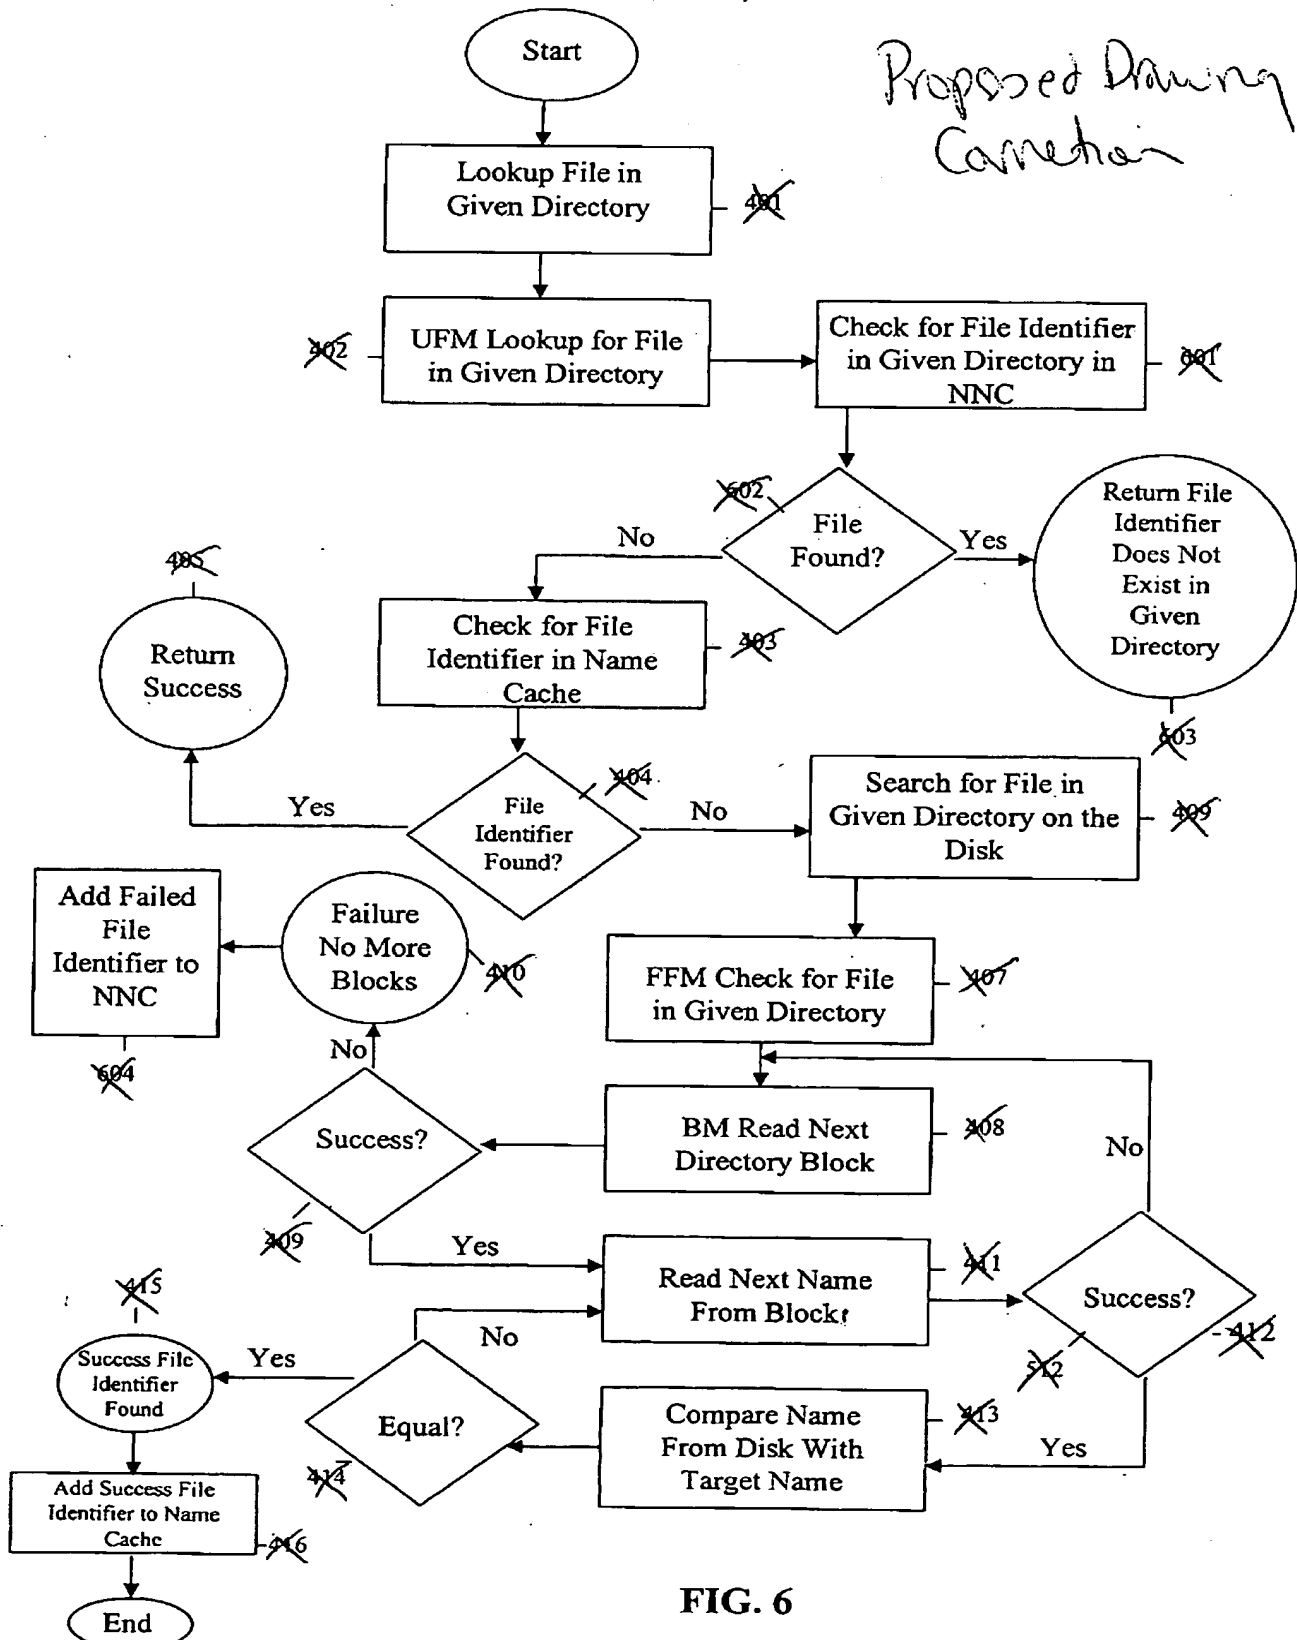 Start
Proposed Drawing
Correction
Lookup File in
Given Directory
401
UFM Lookup for File
in Given Directory
402
Check for File Identifier
in Given Directory in
NNC
601
602
File
Found?
No
Yes
Return File
Identifier
Does Not
Exist in
Given
Directory
603
405
Return
Success
Check for File
Identifier in Name
Cache
403
404
File
Identifier
Found?
Yes
No
Search for File in
Given Directory on the
Disk
409
Add Failed
File
Identifier to
NNC
604
Failure
No More
Blocks
410
FFM Check for File
in Given Directory
407
No
Success?
409
BM Read Next
Directory Block
408
No
Yes
Read Next Name
From Block
411
Success?
412
512
415
Success File
Identifier
Found
Yes
No
Equal?
414
Compare Name
From Disk With
Target Name
413
Yes
Add Success File
Identifier to Name
Cache
416
End
FIG. 6